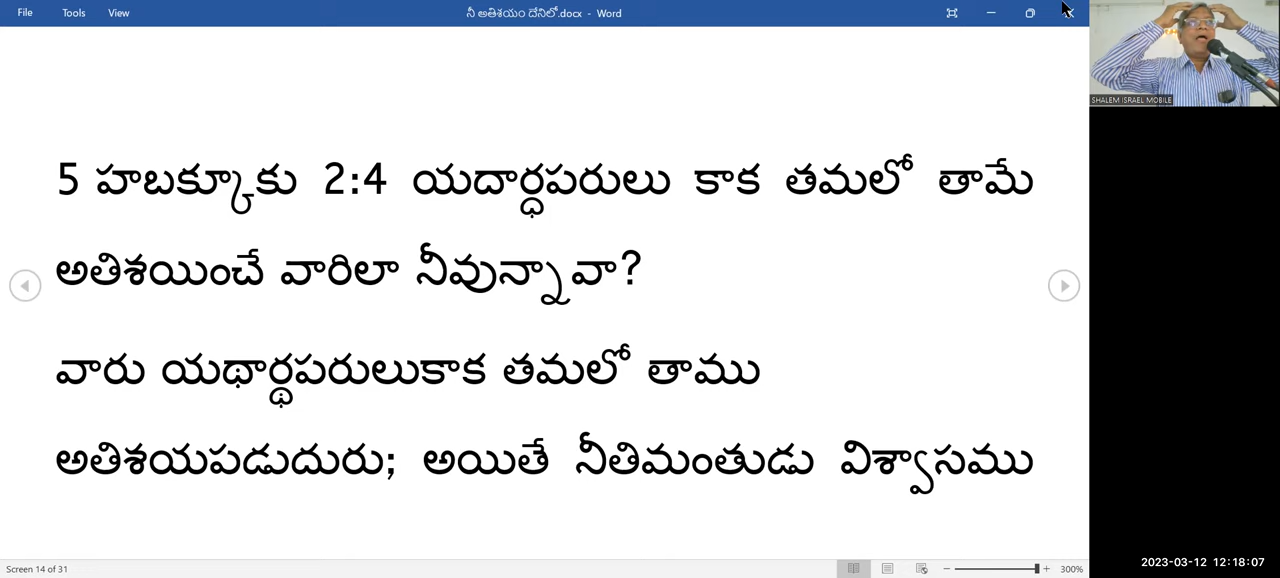 File Tools View నీ అతిశయం దేనిలో.docx - Word
SHALEM ISRAEL MOBILE
5 హబక్కూకు 2:4 యదార్ధపరులు కాక తమలో తామే
అతిశయించే వారిలా నీవున్నావా?
వారు యథార్థపరులుకాక తమలో తాము
అతిశయపడుదురు; అయితే నీతిమంతుడు విశ్వాసము
2023-03-12 12:18:07
Screen 14 of 31 300%